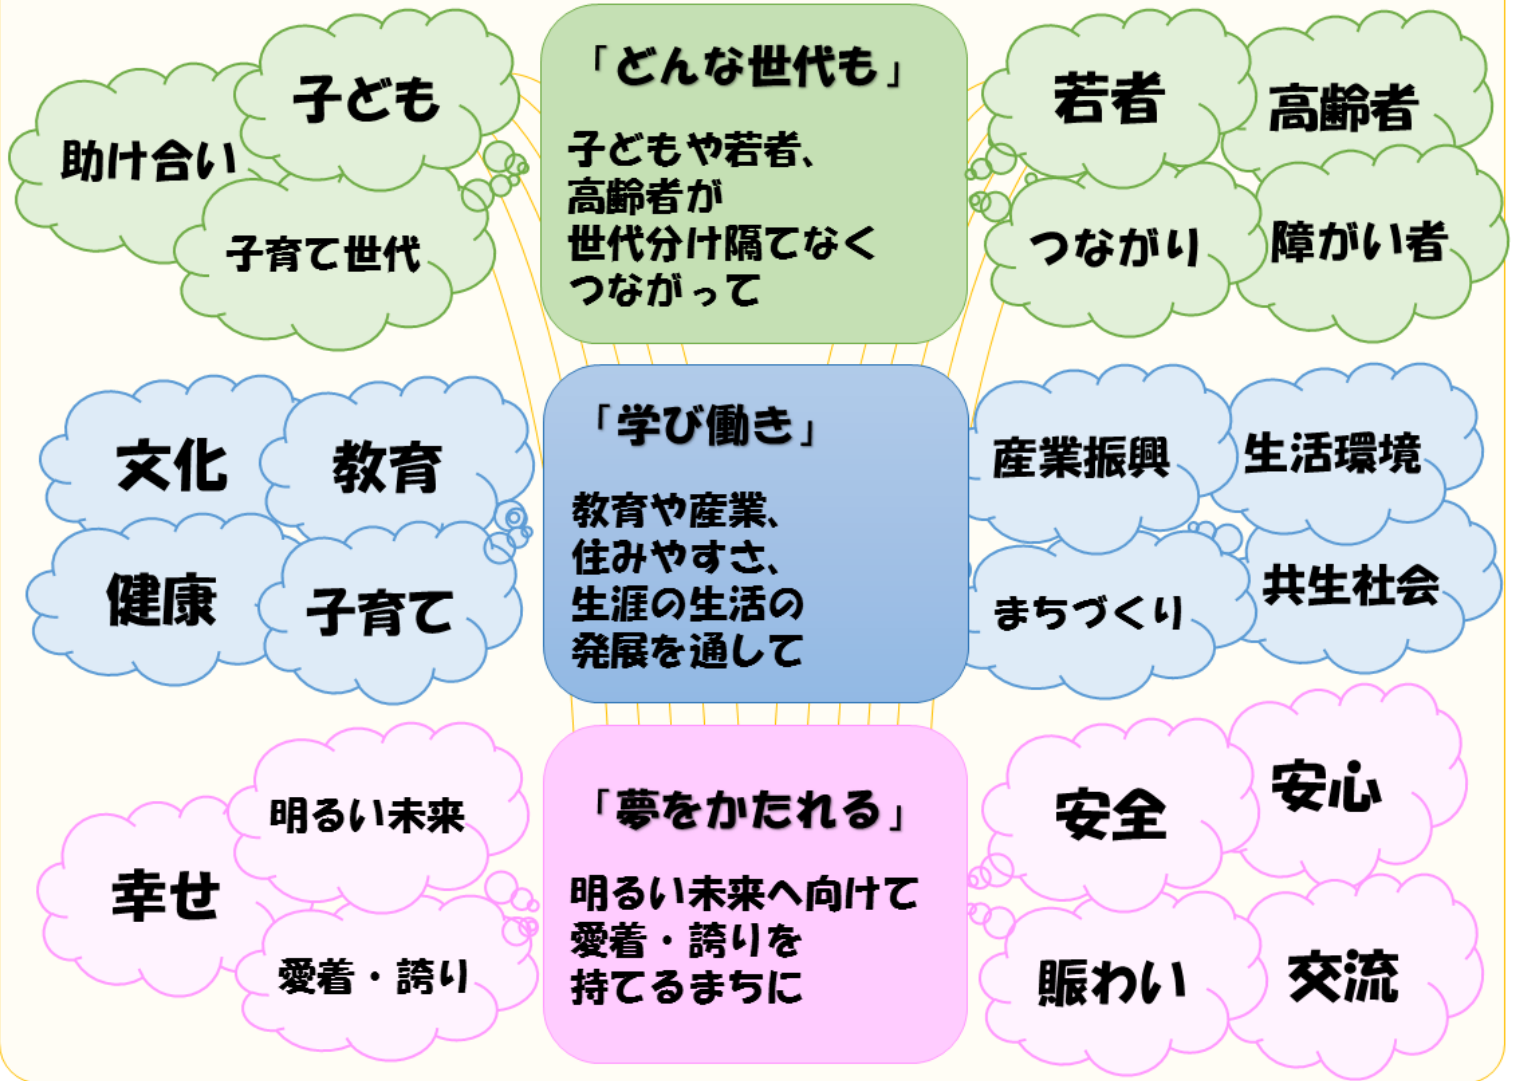 助け合い
子ども
子育て世代
「どんな世代も」
子どもや若者、
高齢者が
世代分け隔てなく
つながって
若者
高齢者
つながり
障がい者
文化
教育
健康
子育て
「学び働き」
教育や産業、
住みやすさ、
生涯の生活の
発展を通して
産業振興
生活環境
まちづくり
共生社会
明るい未来
幸せ
愛着・誇り
「夢をかたれる」
明るい未来へ向けて
愛着・誇りを
持てるまちに
安全
安心
賑わい
交流